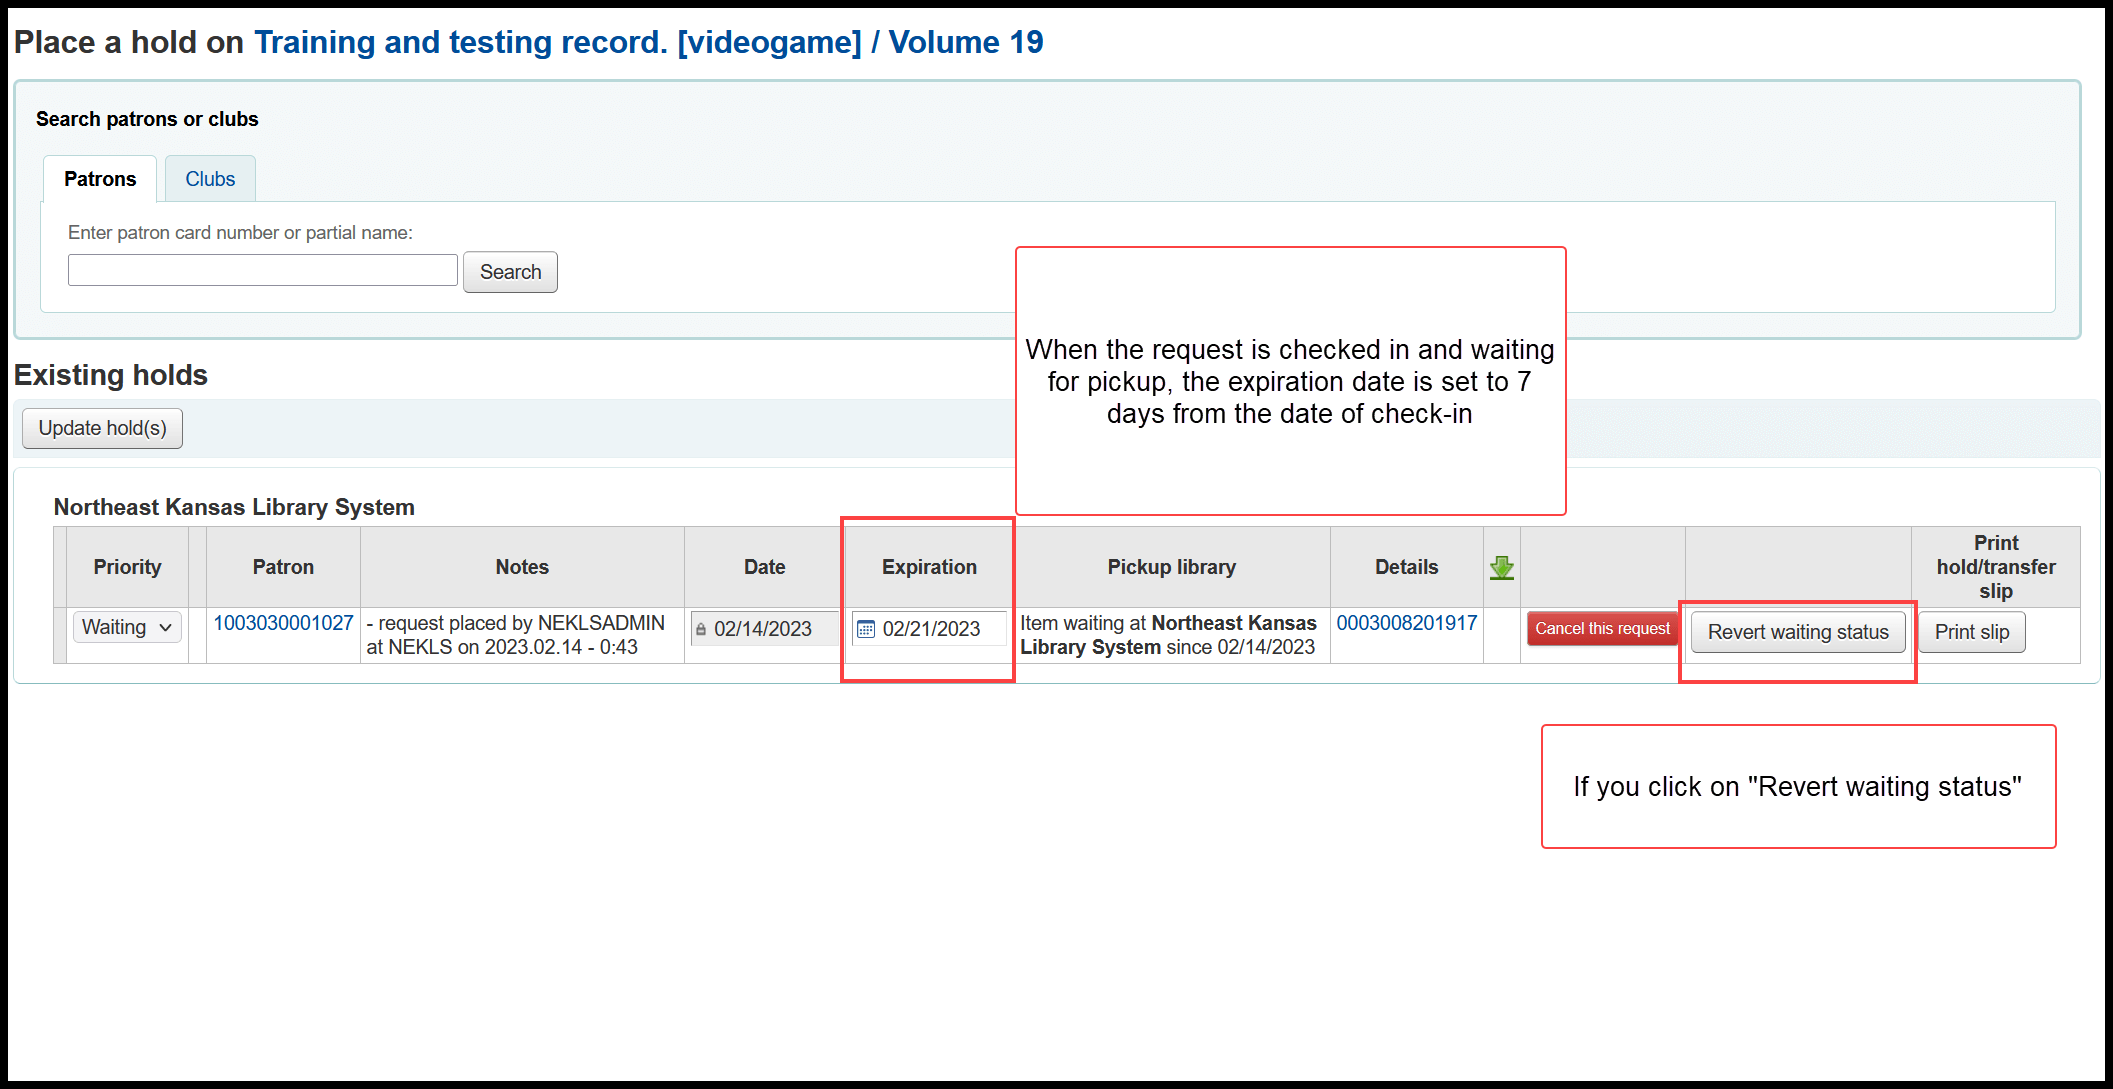 Place a hold on Training and testing record. [videogame] / Volume 19
Search patrons or clubs
Patrons
Clubs
Enter patron card number or partial name:
Search
When the request is checked in and waiting
for pickup, the expiration date is set to 7
days from the date of check-in
Existing holds
Update hold(s)
Northeast Kansas Library System
Priority
Patron
Notes
Date
Expiration
Pickup library
Details
Print
hold/transfer
slip
Waiting
1003030001027
- request placed by NEKLSADMIN
at NEKLS on 2023.02.14 - 0:43
02/14/2023
02/21/2023
Item waiting at Northeast Kansas
Library System since 02/14/2023
0003008201917
Cancel this request
Revert waiting status
Print slip
If you click on "Revert waiting status"